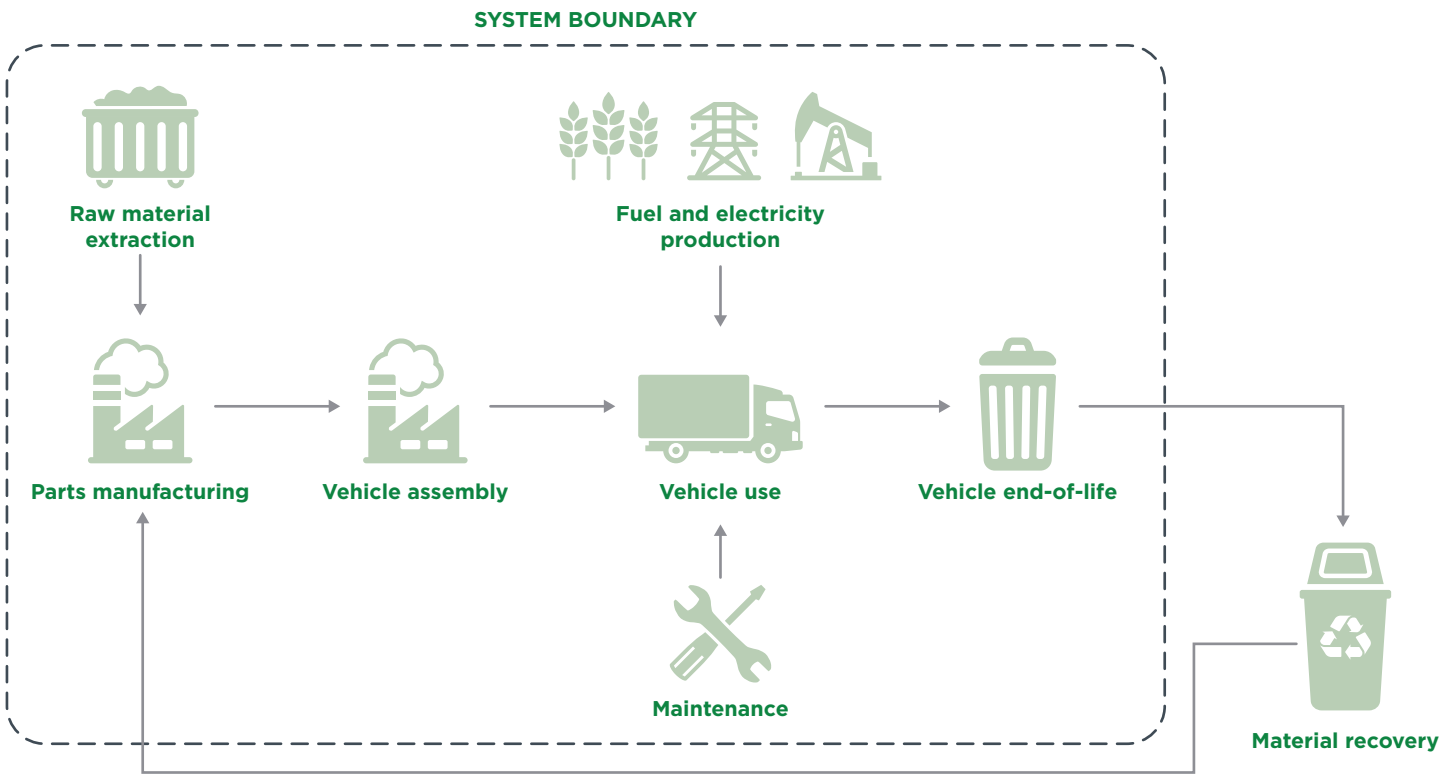 SYSTEM BOUNDARY
Raw material
extraction
Fuel and electricity
production
Parts manufacturing
Vehicle assembly
Vehicle use
Vehicle end-of-life
Maintenance
Material recovery